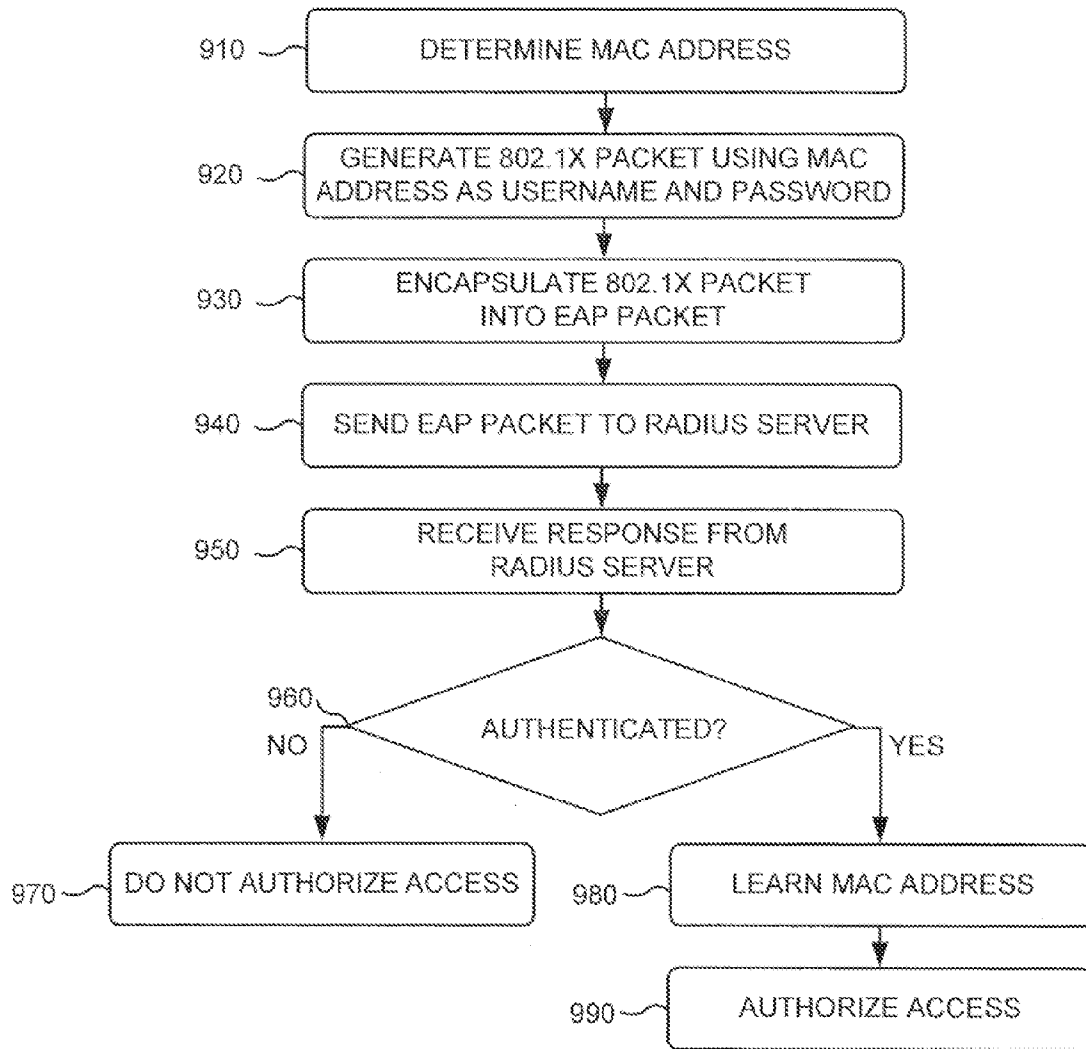 910
DETERMINE MAC ADDRESS
920
GENERATE 802.1X PACKET USING MAC
ADDRESS AS USERNAME AND PASSWORD
930
ENCAPSULATE 802.1X PACKET
INTO EAP PACKET
940
SEND EAP PACKET TO RADIUS SERVER
950
RECEIVE RESPONSE FROM
RADIUS SERVER
960
AUTHENTICATED?
NO
YES
970
DO NOT AUTHORIZE ACCESS
980
LEARN MAC ADDRESS
990
AUTHORIZE ACCESS